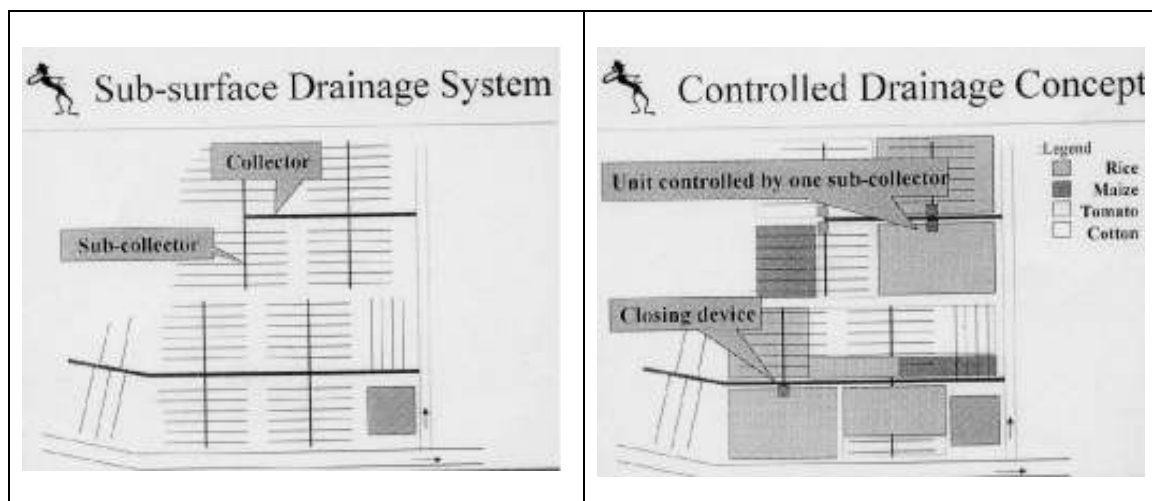 Sub-surface Drainage System
Collector
Sub-collector
Controlled Drainage Concept
Legend
Rice
Maize
Tomato
Cotton
Unit controlled by one sub-collector
Closing device